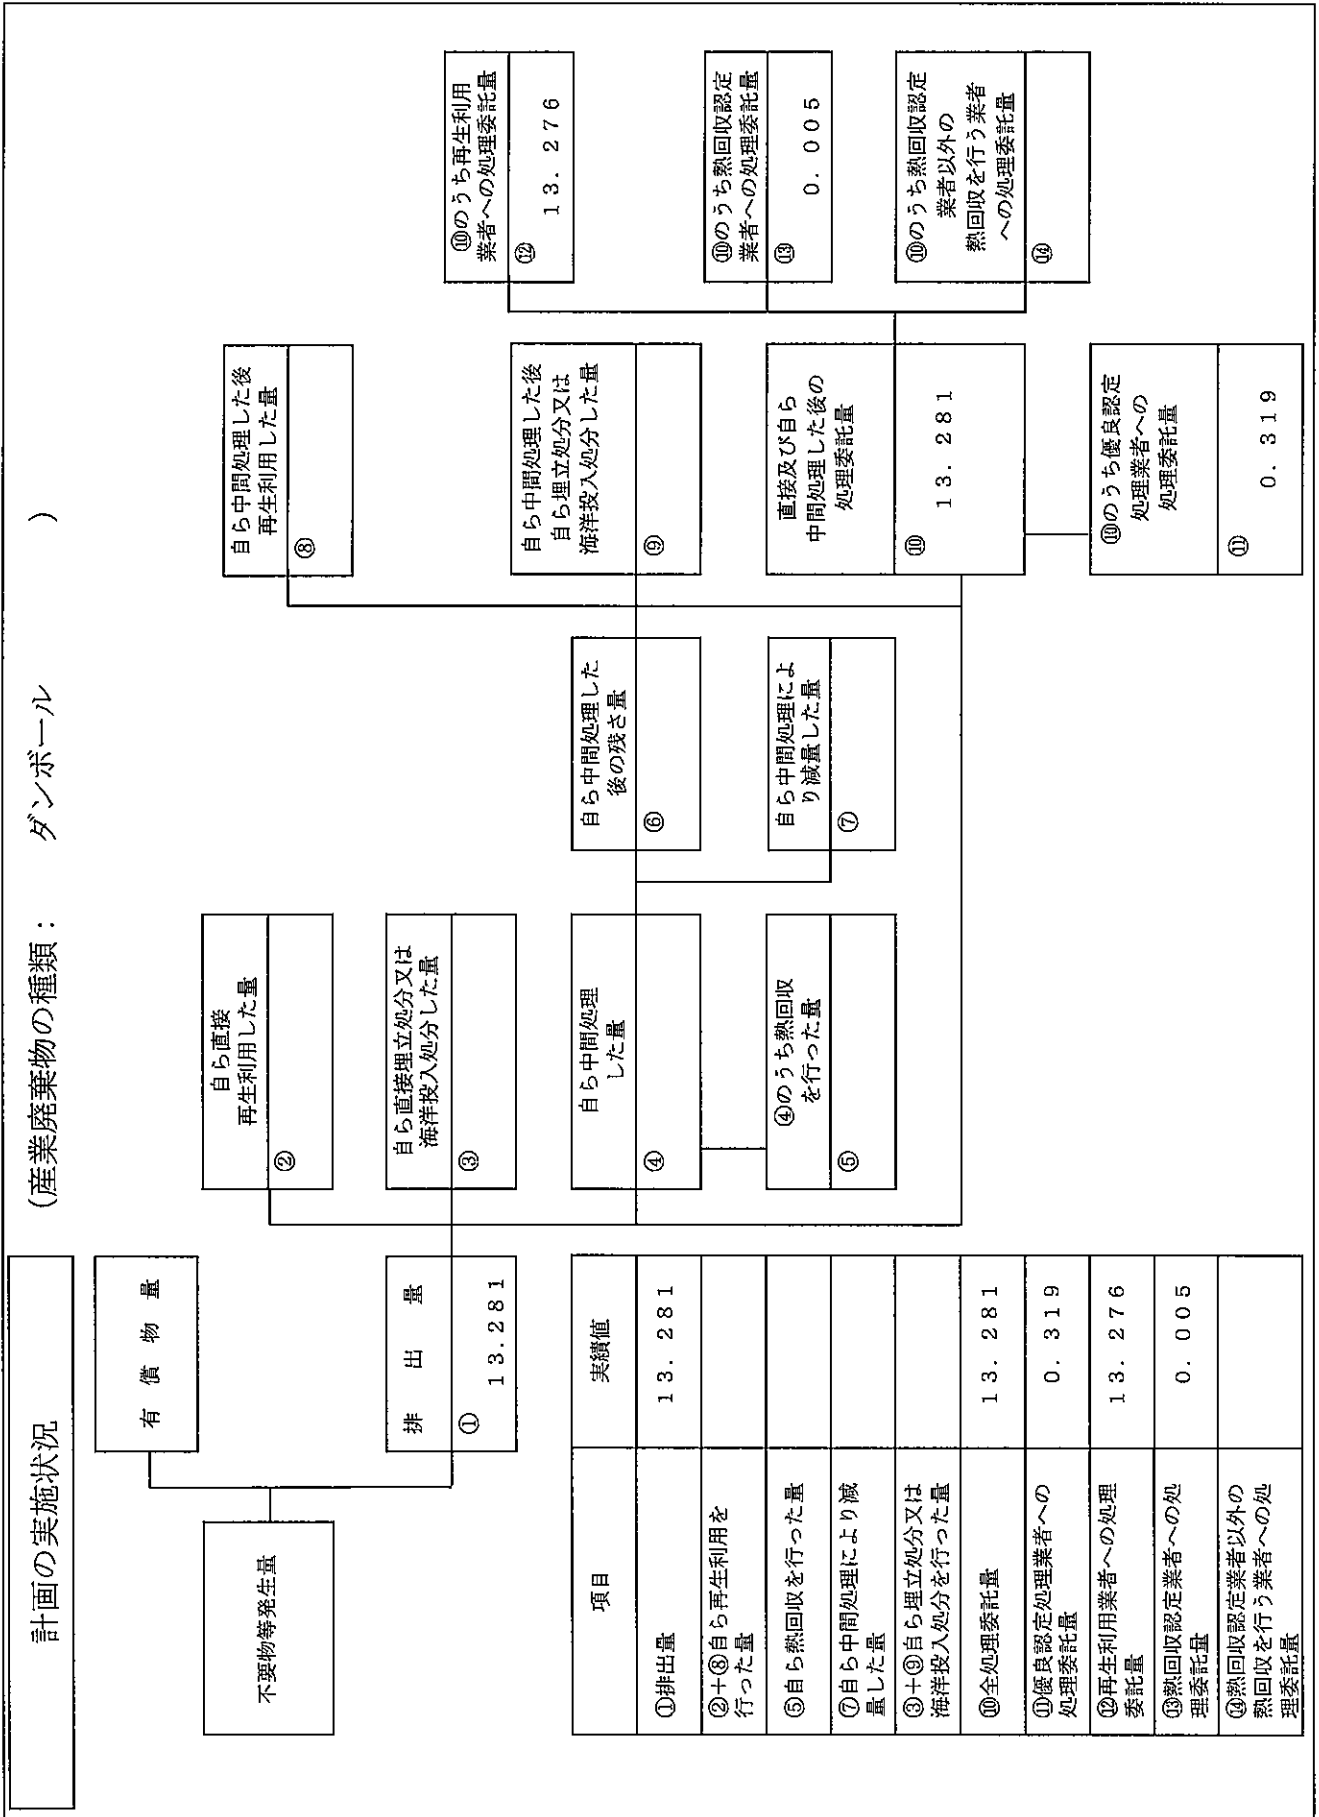 計画の実施状況
(産業廃棄物の種類： ダンボール )
不要物等発生量
有償物量
排出量
①
13.281
自ら直接
再生利用した量
②
自ら直接埋立処分又は
海洋投入処分した量
③
自ら中間処理
した量
④
④のうち熱回収
を行った量
⑤
自ら中間処理した
後の残さ量
⑥
自ら中間処理によ
り減量した量
⑦
自ら中間処理した後
再生利用した量
⑧
自ら中間処理した後
自ら埋立処分又は
海洋投入処分した量
⑨
直接及び自ら
中間処理した後の
処理委託量
⑩
13.281
⑩のうち優良認定
処理業者への
処理委託量
⑪
0.319
⑩のうち再生利用
業者への処理委託量
⑫
13.276
⑩のうち熱回収認定
業者への処理委託量
⑬
0.005
⑩のうち熱回収認定
業者以外の
熱回収を行う業者
への処理委託量
⑭
項目 実績値
①排出量 13.281
②+⑧自ら再生利用を
行った量
⑤自ら熱回収を行った量
⑦自ら中間処理により減
量した量
③+⑨自ら埋立処分又は
海洋投入処分を行った量
⑩全処理委託量 13.281
⑪優良認定処理業者への
処理委託量 0.319
⑫再生利用業者への処理
委託量 13.276
⑬熱回収認定業者への処
理委託量 0.005
⑭熱回収認定業者以外の
熱回収を行う業者への処
理委託量